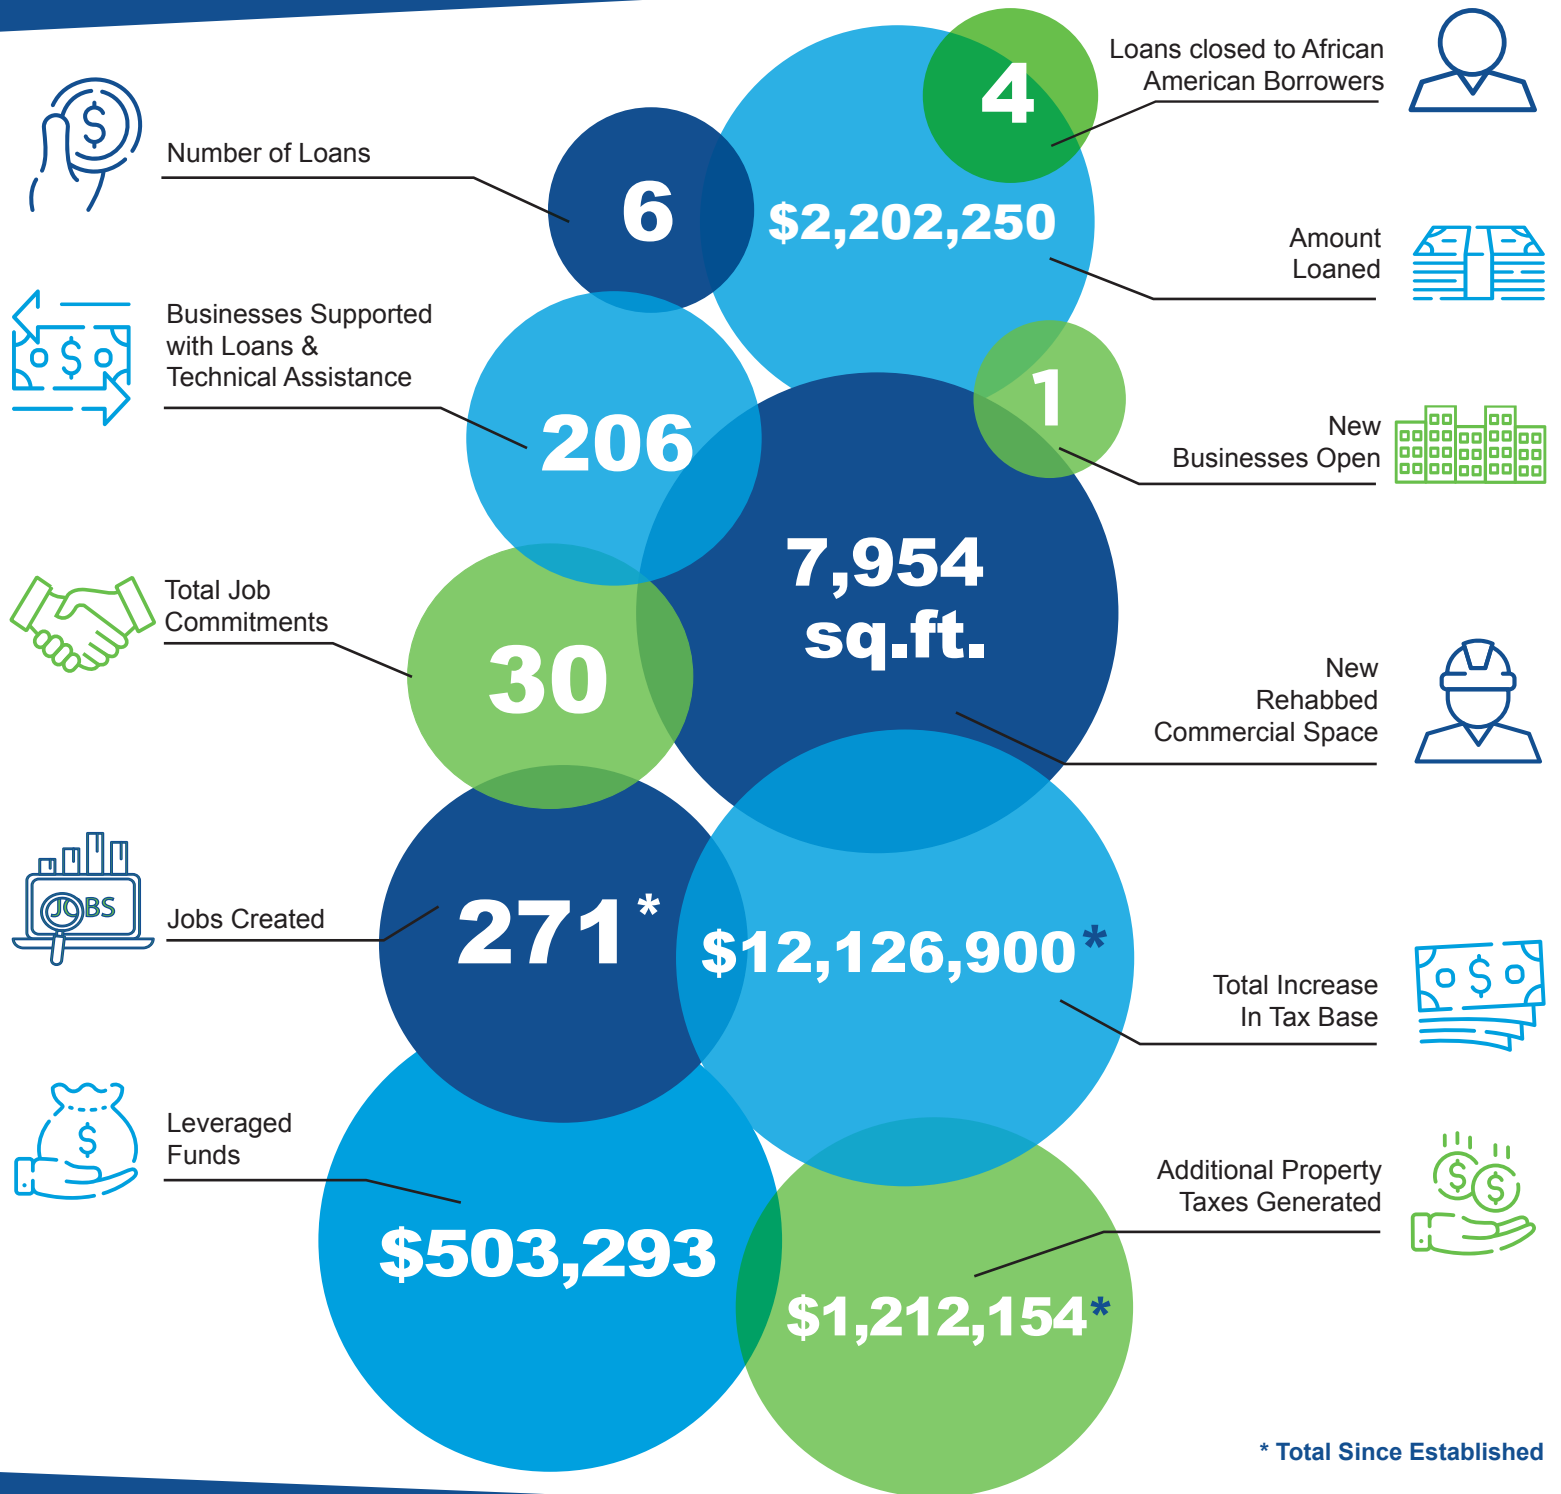 Number of Loans
6
4
Loans closed to African
American Borrowers
$2,202,250
Amount
Loaned
Businesses Supported
with Loans &
Technical Assistance
206
1
New
Businesses Open
7,954
sq.ft.
New
Rehabbed
Commercial Space
Total Job
Commitments
30
JOBS
Jobs Created
271*
$12,126,900*
Total Increase
In Tax Base
Leveraged
Funds
$503,293
Additional Property
Taxes Generated
$1,212,154*
* Total Since Established